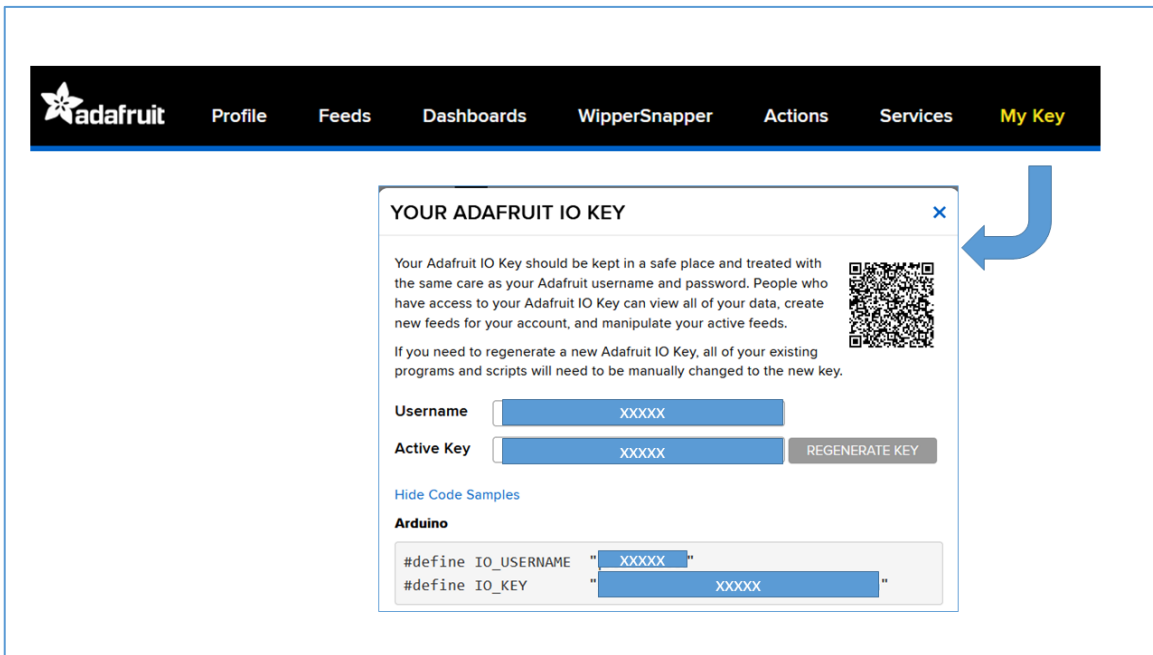 adafruit Profile Feeds Dashboards WipperSnapper Actions Services My Key
YOUR ADAFRUIT IO KEY ×
Your Adafruit IO Key should be kept in a safe place and treated with
the same care as your Adafruit username and password. People who
have access to your Adafruit IO Key can view all of your data, create
new feeds for your account, and manipulate your active feeds.
If you need to regenerate a new Adafruit IO Key, all of your existing
programs and scripts will need to be manually changed to the new key.
Username XXXXX
Active Key XXXXX REGENERATE KEY
Hide Code Samples
Arduino
#define IO_USERNAME " XXXXX "
#define IO_KEY " XXXXX "